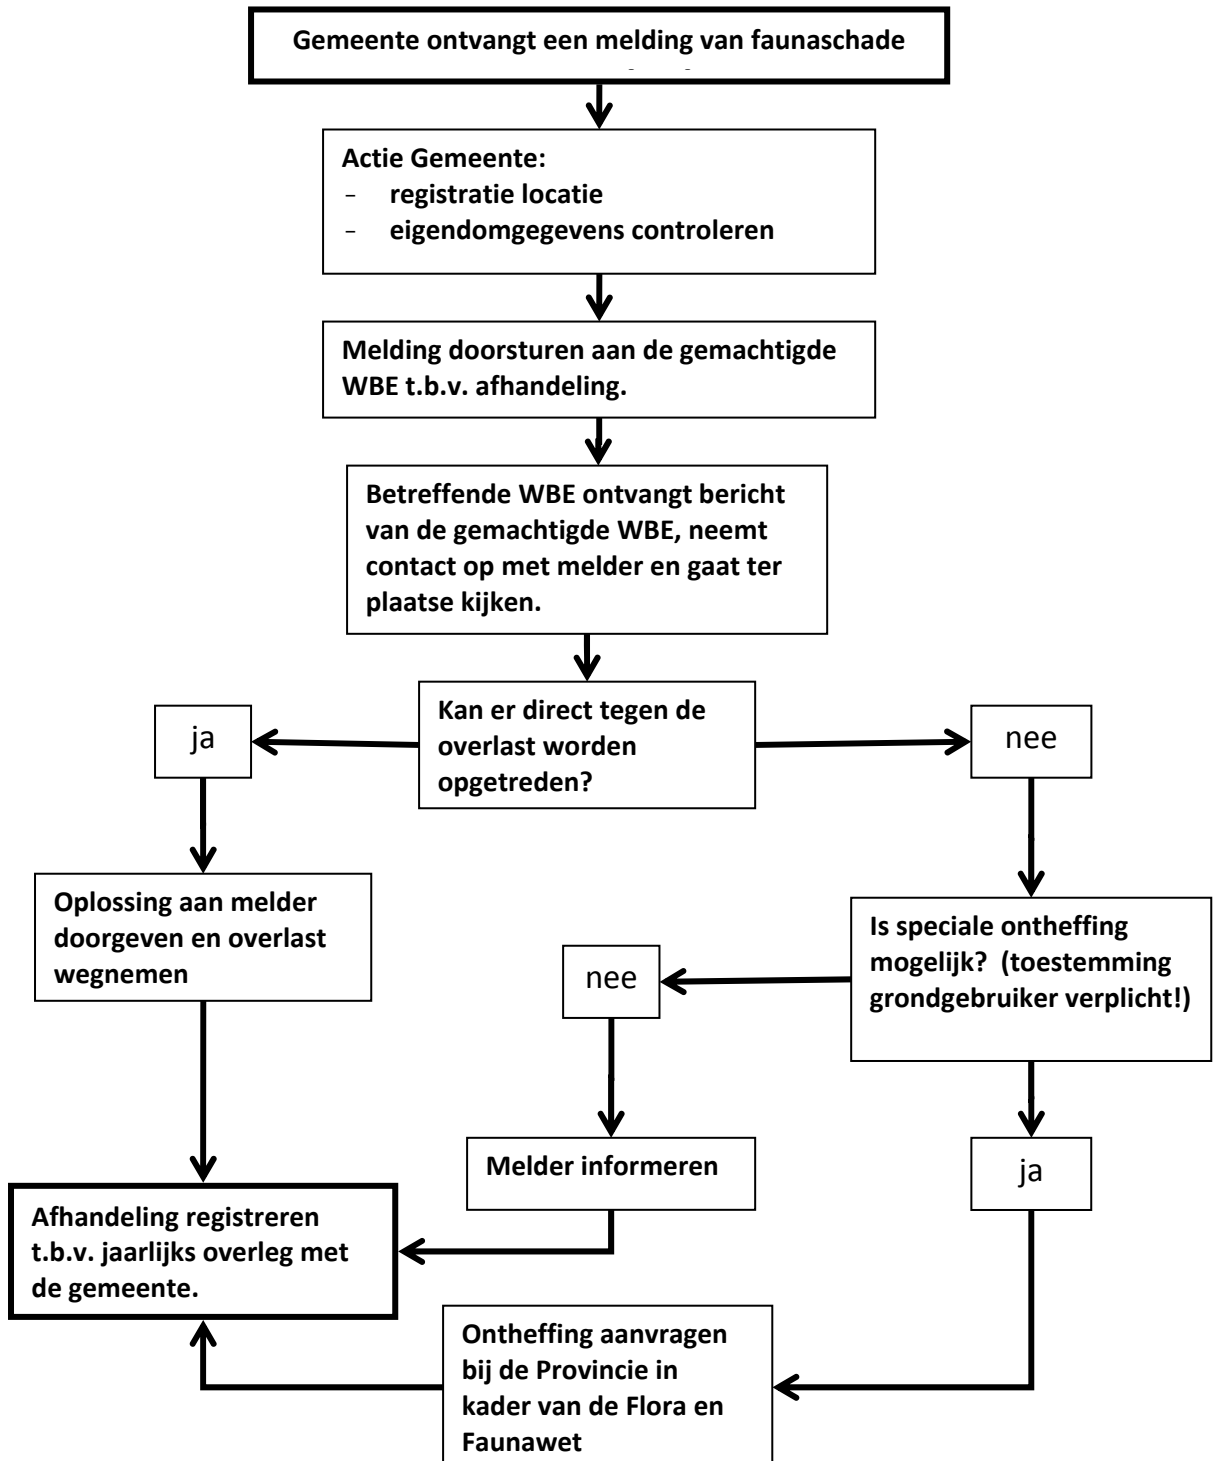 Gemeente ontvangt een melding van faunaschade
Actie Gemeente:
- registratie locatie
- eigendomgegevens controleren
Melding doorsturen aan de gemachtigde
WBE t.b.v. afhandeling.
Betreffende WBE ontvangt bericht
van de gemachtigde WBE, neemt
contact op met melder en gaat ter
plaatse kijken.
Kan er direct tegen de
overlast worden
opgetreden?
ja
nee
Oplossing aan melder
doorgeven en overlast
wegnemen
Is speciale ontheffing
mogelijk? (toestemming
grondgebruiker verplicht!)
nee
Melder informeren
ja
Afhandeling registreren
t.b.v. jaarlijks overleg met
de gemeente.
Ontheffing aanvragen
bij de Provincie in
kader van de Flora en
Faunawet